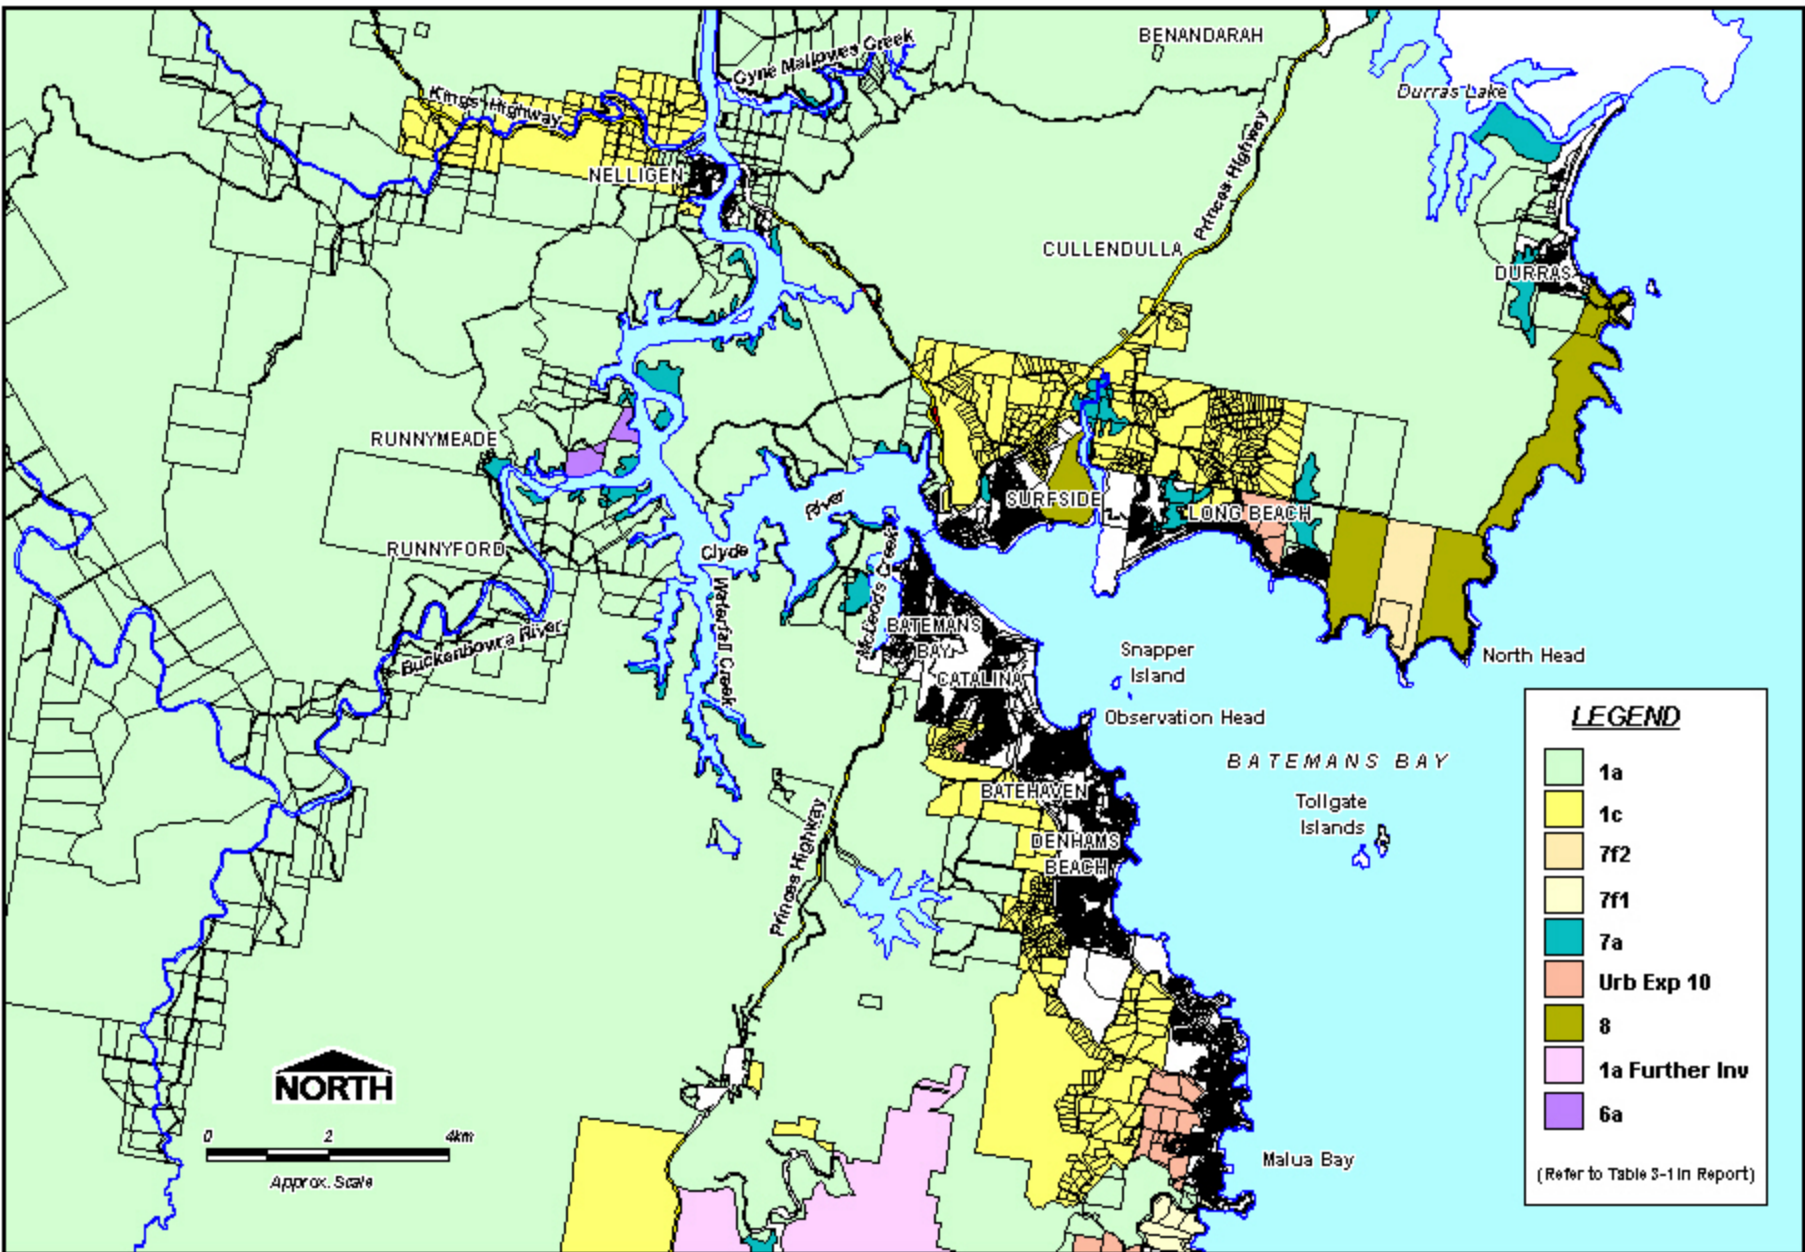 BENANDARAH
Cyne Mallowes Creek
Durras Lake
Kings Highway
Princes Highway
NELLIGEN
CULLENDULLA
DURRAS
RUNNYMEADE
River
SURFSIDE
LONG BEACH
RUNNYFORD
Clyde
McLeods Creek
Waterfall Creek
Buckenbowra River
BATEMANS
BAY
CATALINA
Snapper
Island
North Head
Observation Head
BATEMANS BAY
BATEHAVEN
Tollgate
Islands
DENHAMS
BEACH
Princes Highway
Malua Bay
NORTH
0 2 4km
Approx. Scale
LEGEND
1a
1c
7f2
7f1
7a
Urb Exp 10
8
1a Further Inv
6a
(Refer to Table 3-1 in Report)